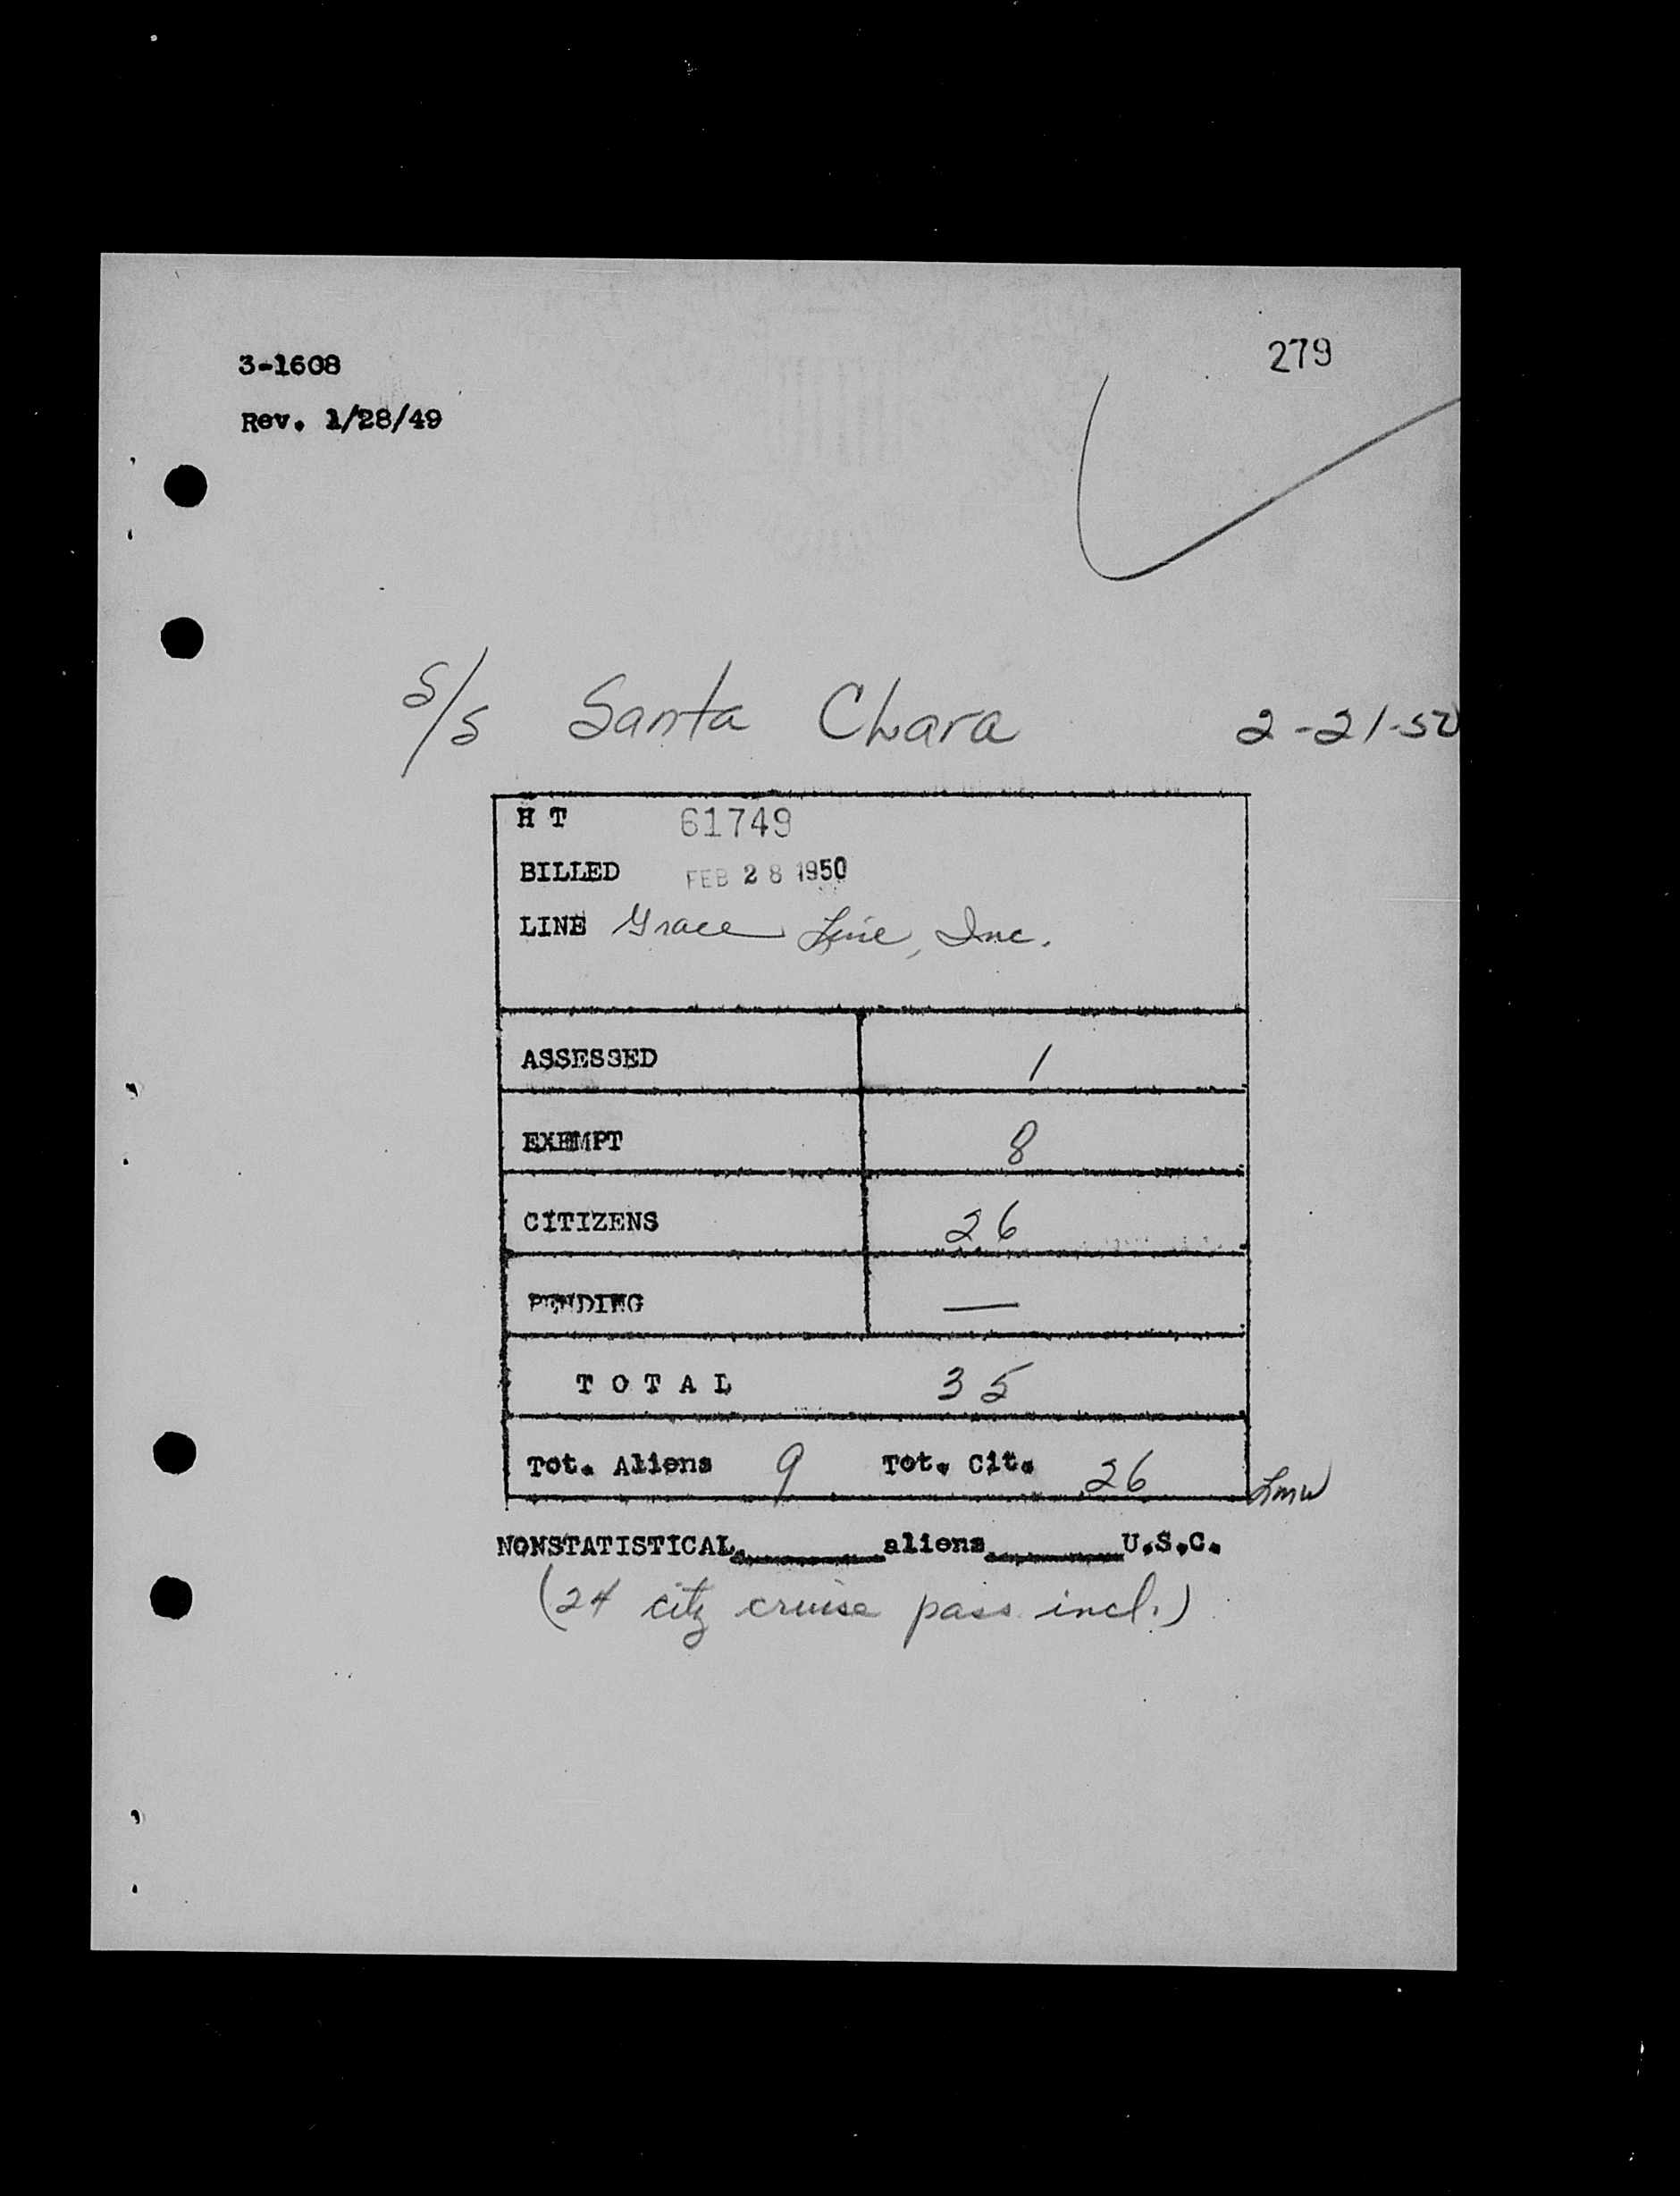 3-1608
279
Rev. 1/28/49
S/S Santa Clara 2-21-50
H T 61749
BILLED FEB 28 1950
LINE Grace Line, Inc.
ASSESSED 1
EXEMPT 8
CITIZENS 26
PENDING —
TOTAL 35
Tot. Aliens 9 Tot. Cit. 26 Lmw
NONSTATISTICAL. aliens U.S.C.
(24 citz cruise pass. incl.)